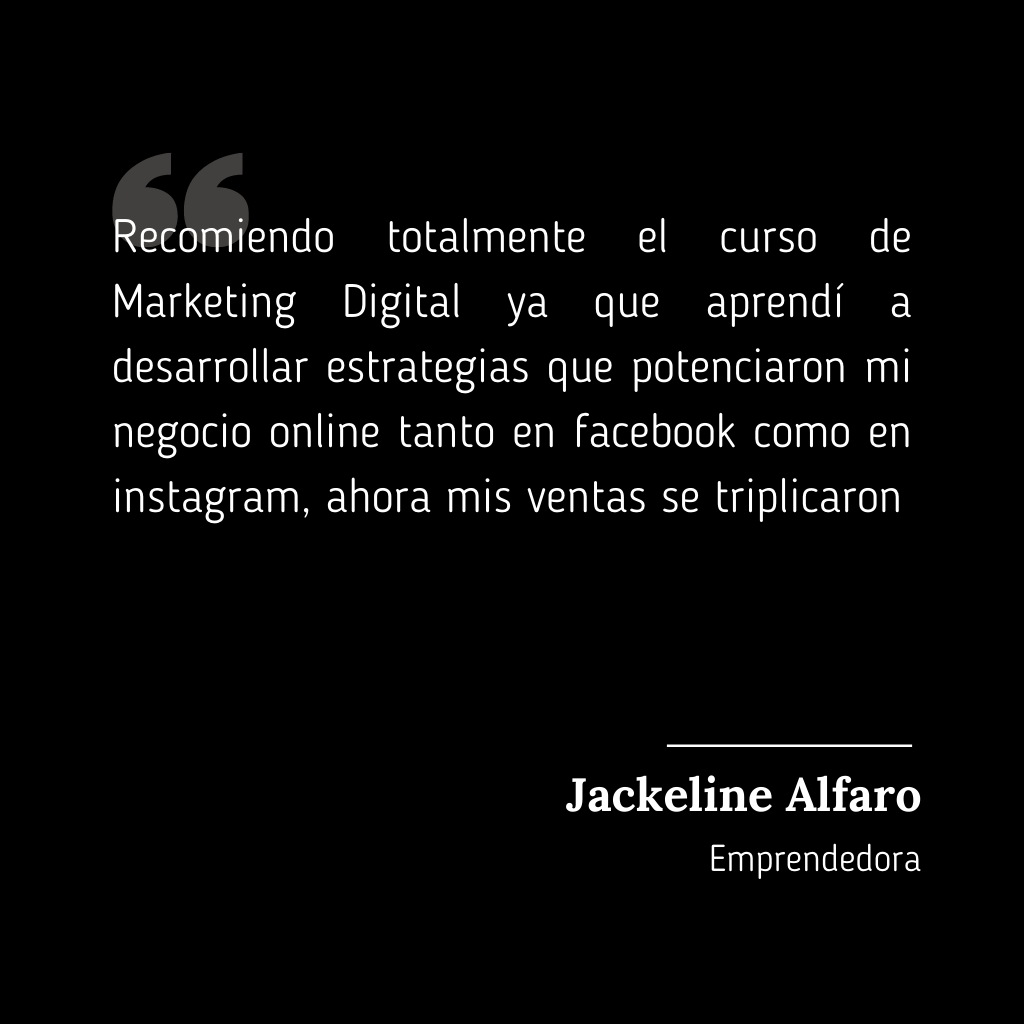 “
Recomiendo totalmente el curso de
Marketing Digital ya que aprendí a
desarrollar estrategias que potenciaron mi
negocio online tanto en facebook como en
instagram, ahora mis ventas se triplicaron
Jackeline Alfaro
Emprendedora